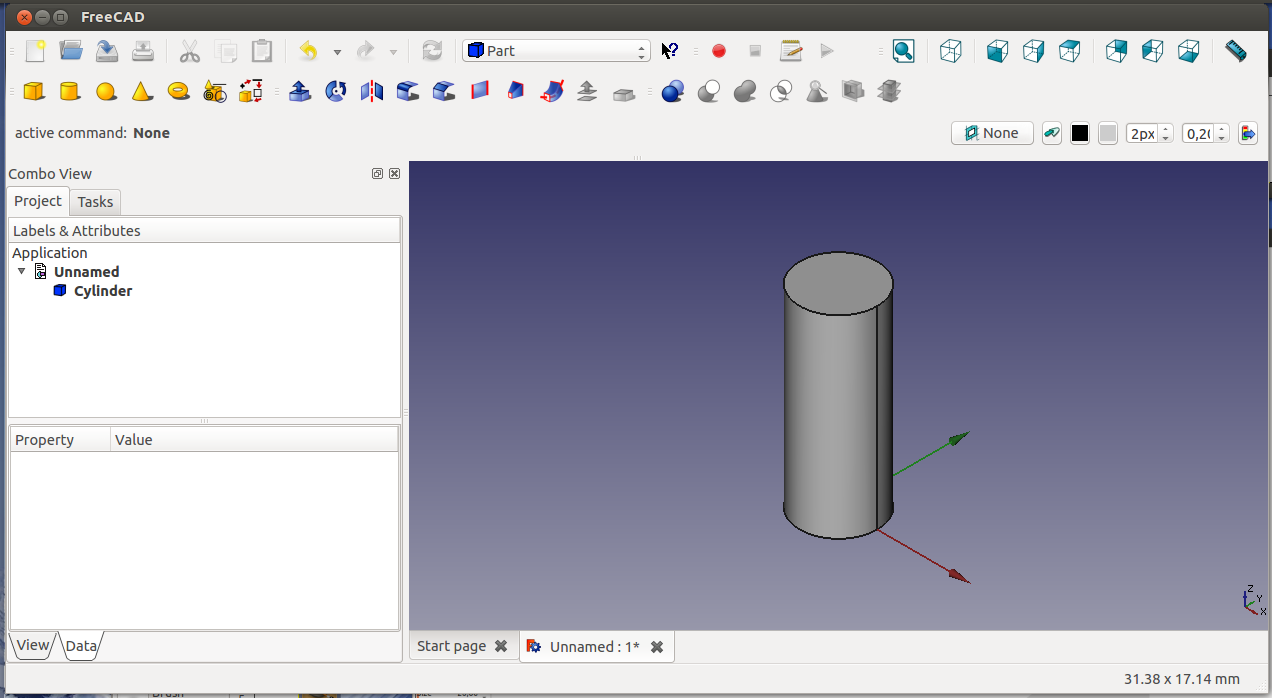 FreeCAD
Part
active command: None
None
2px
0,20
Combo View
Project
Tasks
Labels & Attributes
Application
Unnamed
Cylinder
Property
Value
View
Data
Z
Y
X
Start page
Unnamed : 1*
31.38 x 17.14 mm